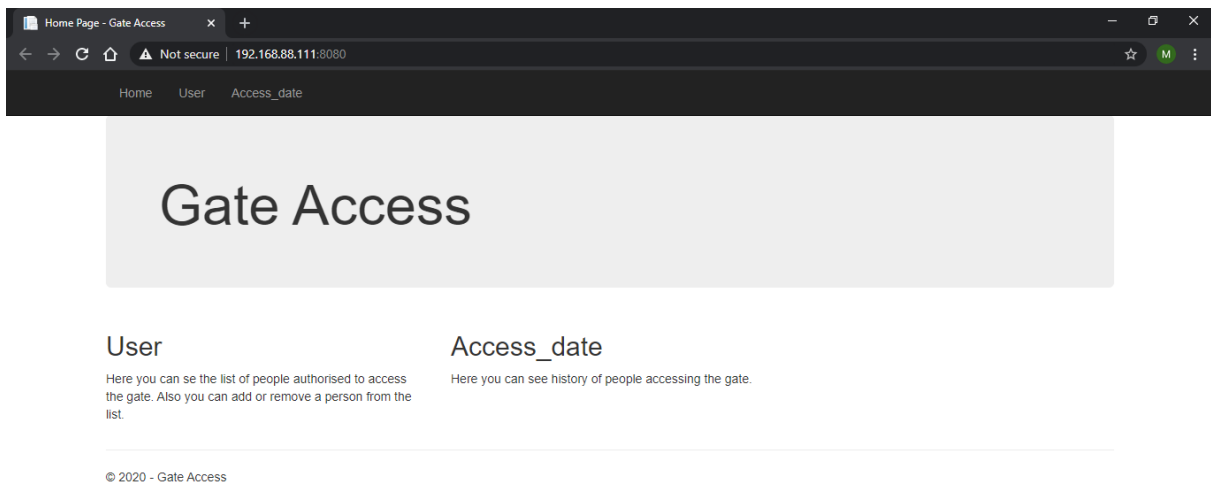 Home Page - Gate Access
Not secure | 192.168.88.111:8080
M
Home User Access_date
Gate Access
User
Here you can se the list of people authorised to access
the gate. Also you can add or remove a person from the
list.
Access_date
Here you can see history of people accessing the gate.
© 2020 - Gate Access